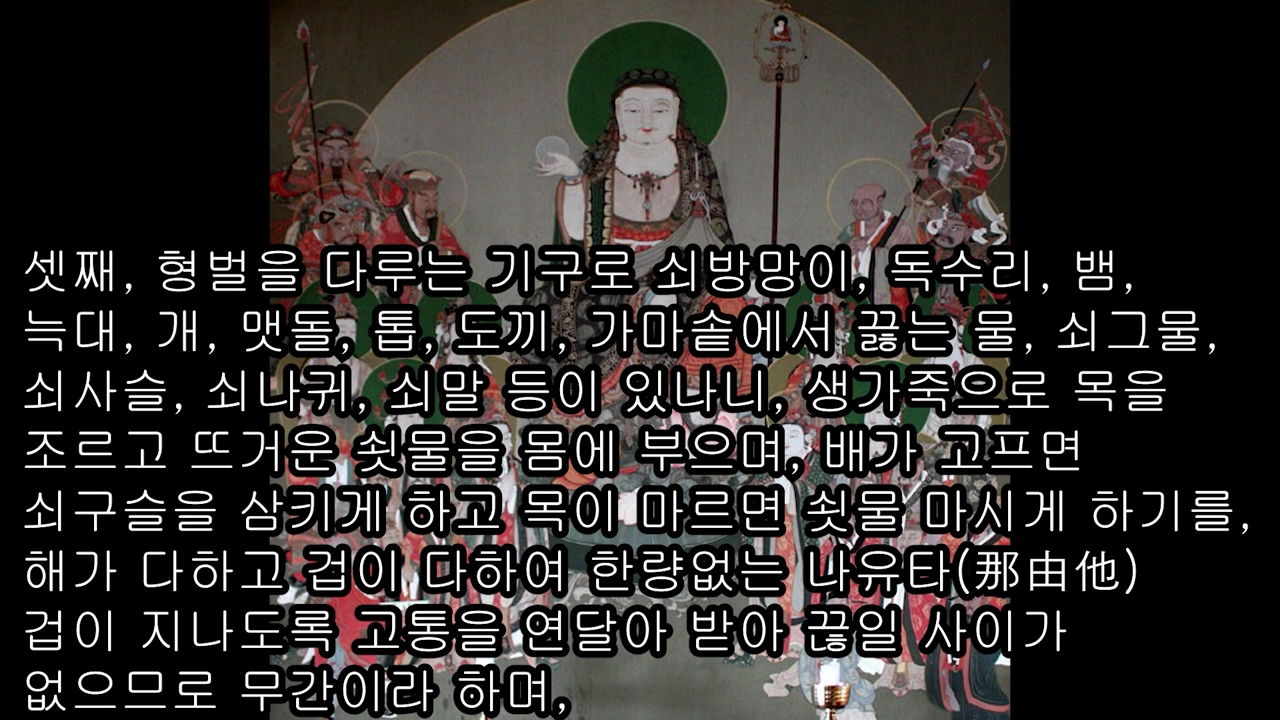 셋째, 형벌을 다루는 기구로 쇠방망이, 독수리, 뱀,
늑대, 개, 맷돌, 톱, 도끼, 가마솥에서 끓는 물, 쇠그물,
쇠사슬, 쇠나귀, 쇠말 등이 있나니, 생가죽으로 목을
조르고 뜨거운 쇳물을 몸에 부으며, 배가 고프면
쇠구슬을 삼키게 하고 목이 마르면 쇳물 마시게 하기를,
해가 다하고 겁이 다하여 한량없는 나유타(那由他)
겁이 지나도록 고통을 연달아 받아 끊일 사이가
없으므로 무간이라 하며,